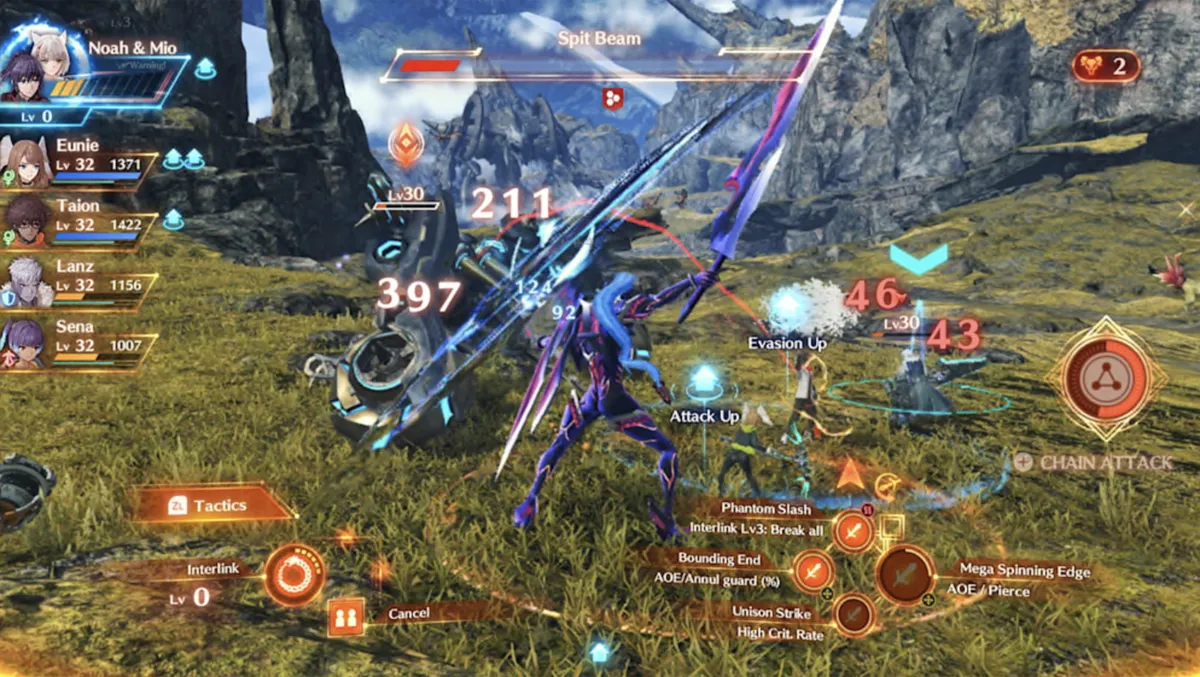 Lv3
Noah & Mio
Warning!
Lv 0
Eunie
Lv 32 1371
Taion
Lv 32 1422
Lanz
Lv 32 1156
Sena
Lv 32 1007
Spit Beam
2
Lv30
211
397
124
92
46
Lv30
43
Evasion Up
Attack Up
CHAIN ATTACK
ZL Tactics
Interlink
Lv 0
Cancel
Phantom Slash
Interlink Lv3: Break all
Bounding End
AOE/Annul guard (%)
Mega Spinning Edge
AOE / Pierce
Unison Strike
High Crit. Rate